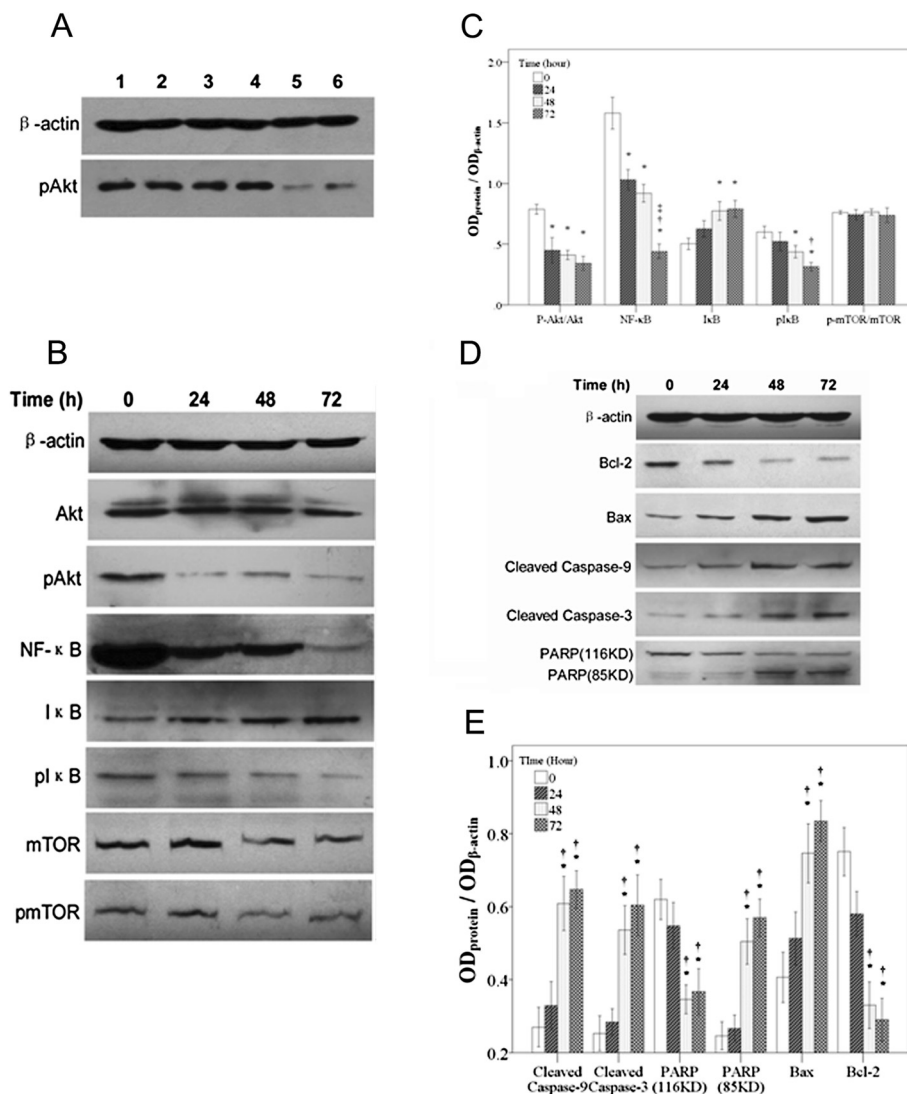 A
1 2 3 4 5 6
β-actin
pAkt
B
Time (h) 0 24 48 72
β-actin
Akt
pAkt
NF-κB
IκB
pIκB
mTOR
pmTOR
C
Time (hour)
0
24
48
72
ODprotein / ODβ-actin
2.0
1.5
1.0
.5
0
* * *
* * ‡ † *
* *
* † *
P-Akt/Akt NF-κB IκB pIκB p-mTOR/mTOR
D
Time (h) 0 24 48 72
β-actin
Bcl-2
Bax
Cleaved Caspase-9
Cleaved Caspase-3
PARP(116KD)
PARP(85KD)
E
TIme (Hour)
0
24
48
72
ODprotein / ODβ-actin
1.0
0.8
0.6
0.4
0.2
† † † † † † † † † † † †
* * * * * * * * * * * *
Cleaved Cleaved PARP PARP Bax Bcl-2
Caspase-9 Caspase-3 (116KD) (85KD)